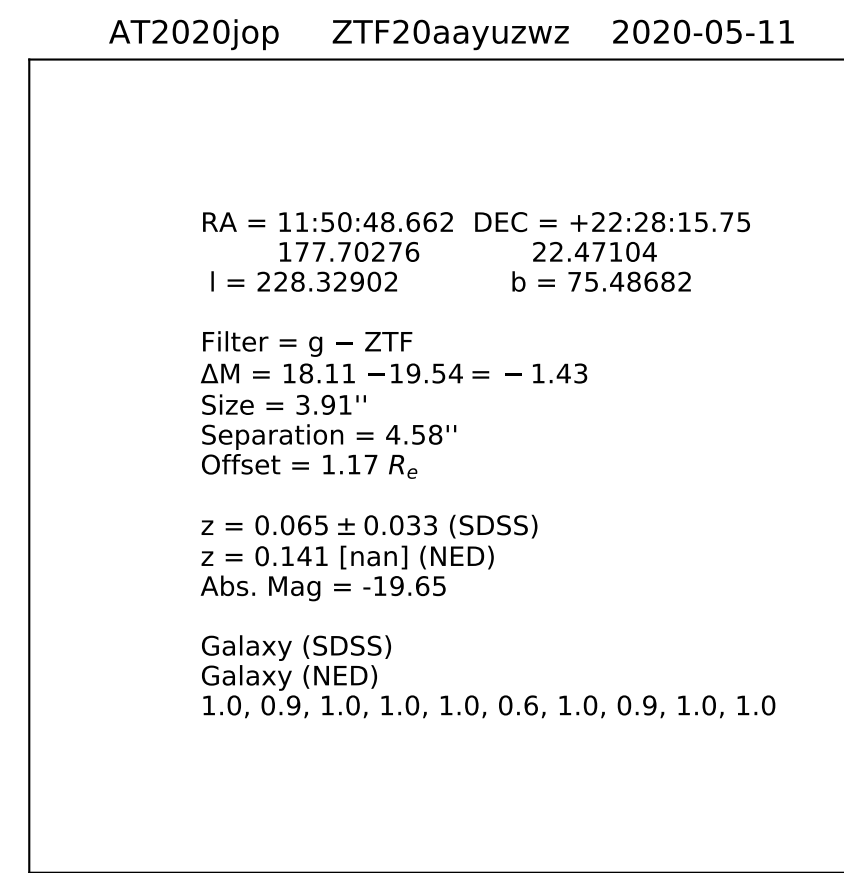 AT2020jop ZTF20aayuzwz 2020-05-11
RA = 11:50:48.662 DEC = +22:28:15.75
177.70276 22.47104
l = 228.32902 b = 75.48682
Filter = g − ZTF
ΔM = 18.11 −19.54 = − 1.43
Size = 3.91''
Separation = 4.58''
Offset = 1.17 Re
z = 0.065 ± 0.033 (SDSS)
z = 0.141 [nan] (NED)
Abs. Mag = -19.65
Galaxy (SDSS)
Galaxy (NED)
1.0, 0.9, 1.0, 1.0, 1.0, 0.6, 1.0, 0.9, 1.0, 1.0